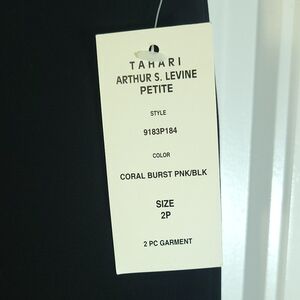 TAHARI
ARTHUR S. LEVINE
PETITE
STYLE
9183P184
COLOR
CORAL BURST PNK/BLK
SIZE
2P
2 PC GARMENT